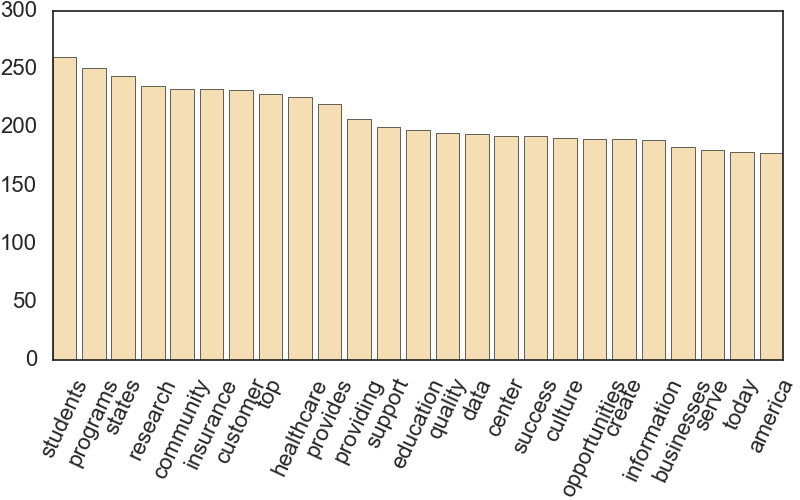 300
250
200
150
100
50
0
students
programs
states
research
community
insurance
customer
top
healthcare
provides
providing
support
education
quality
data
center
success
culture
opportunities
create
information
businesses
serve
today
america